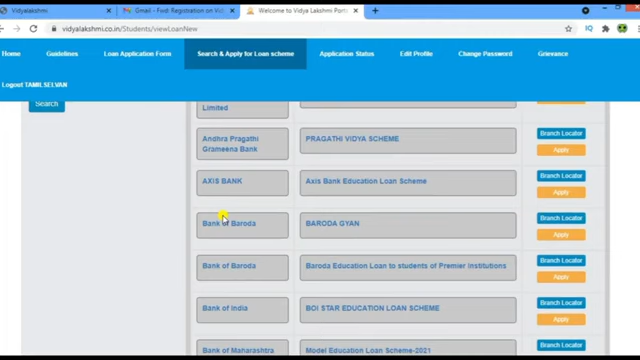 Vidyalakshmi
Gmail - Fwd: Registration on Vid
Welcome to Vidya Lakshmi Porta
vidyalakshmi.co.in/Students/viewLoanNew
Home Guidelines Loan Application Form Search & Apply for Loan scheme Application Status Edit Profile Change Password Grievance
Logout TAMILSELVAN
Search
Limited
Andhra Pragathi
Grameena Bank
PRAGATHI VIDYA SCHEME
Branch Locator
Apply
AXIS BANK
Axis Bank Education Loan Scheme
Branch Locator
Apply
Bank of Baroda
BARODA GYAN
Branch Locator
Apply
Bank of Baroda
Baroda Education Loan to students of Premier Institutions
Branch Locator
Apply
Bank of India
BOI STAR EDUCATION LOAN SCHEME
Branch Locator
Apply
Bank of Maharashtra
Model Education Loan Scheme-2021
Branch Locator